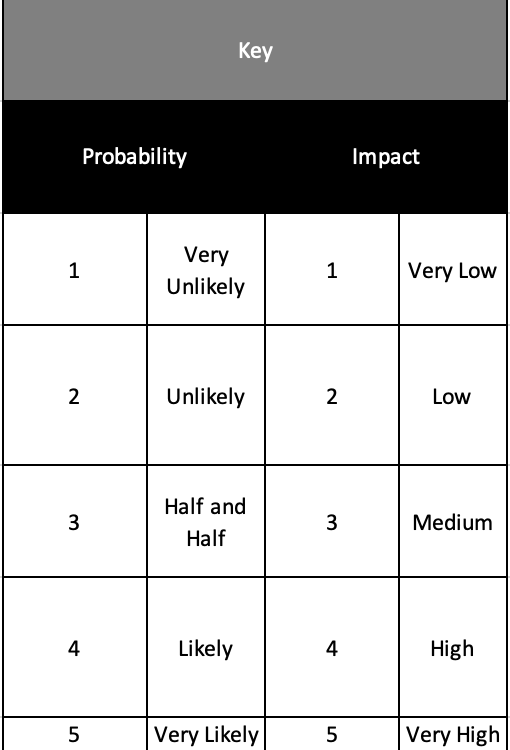 Key
Probability Impact
1 Very Unlikely 1 Very Low
2 Unlikely 2 Low
3 Half and Half 3 Medium
4 Likely 4 High
5 Very Likely 5 Very High